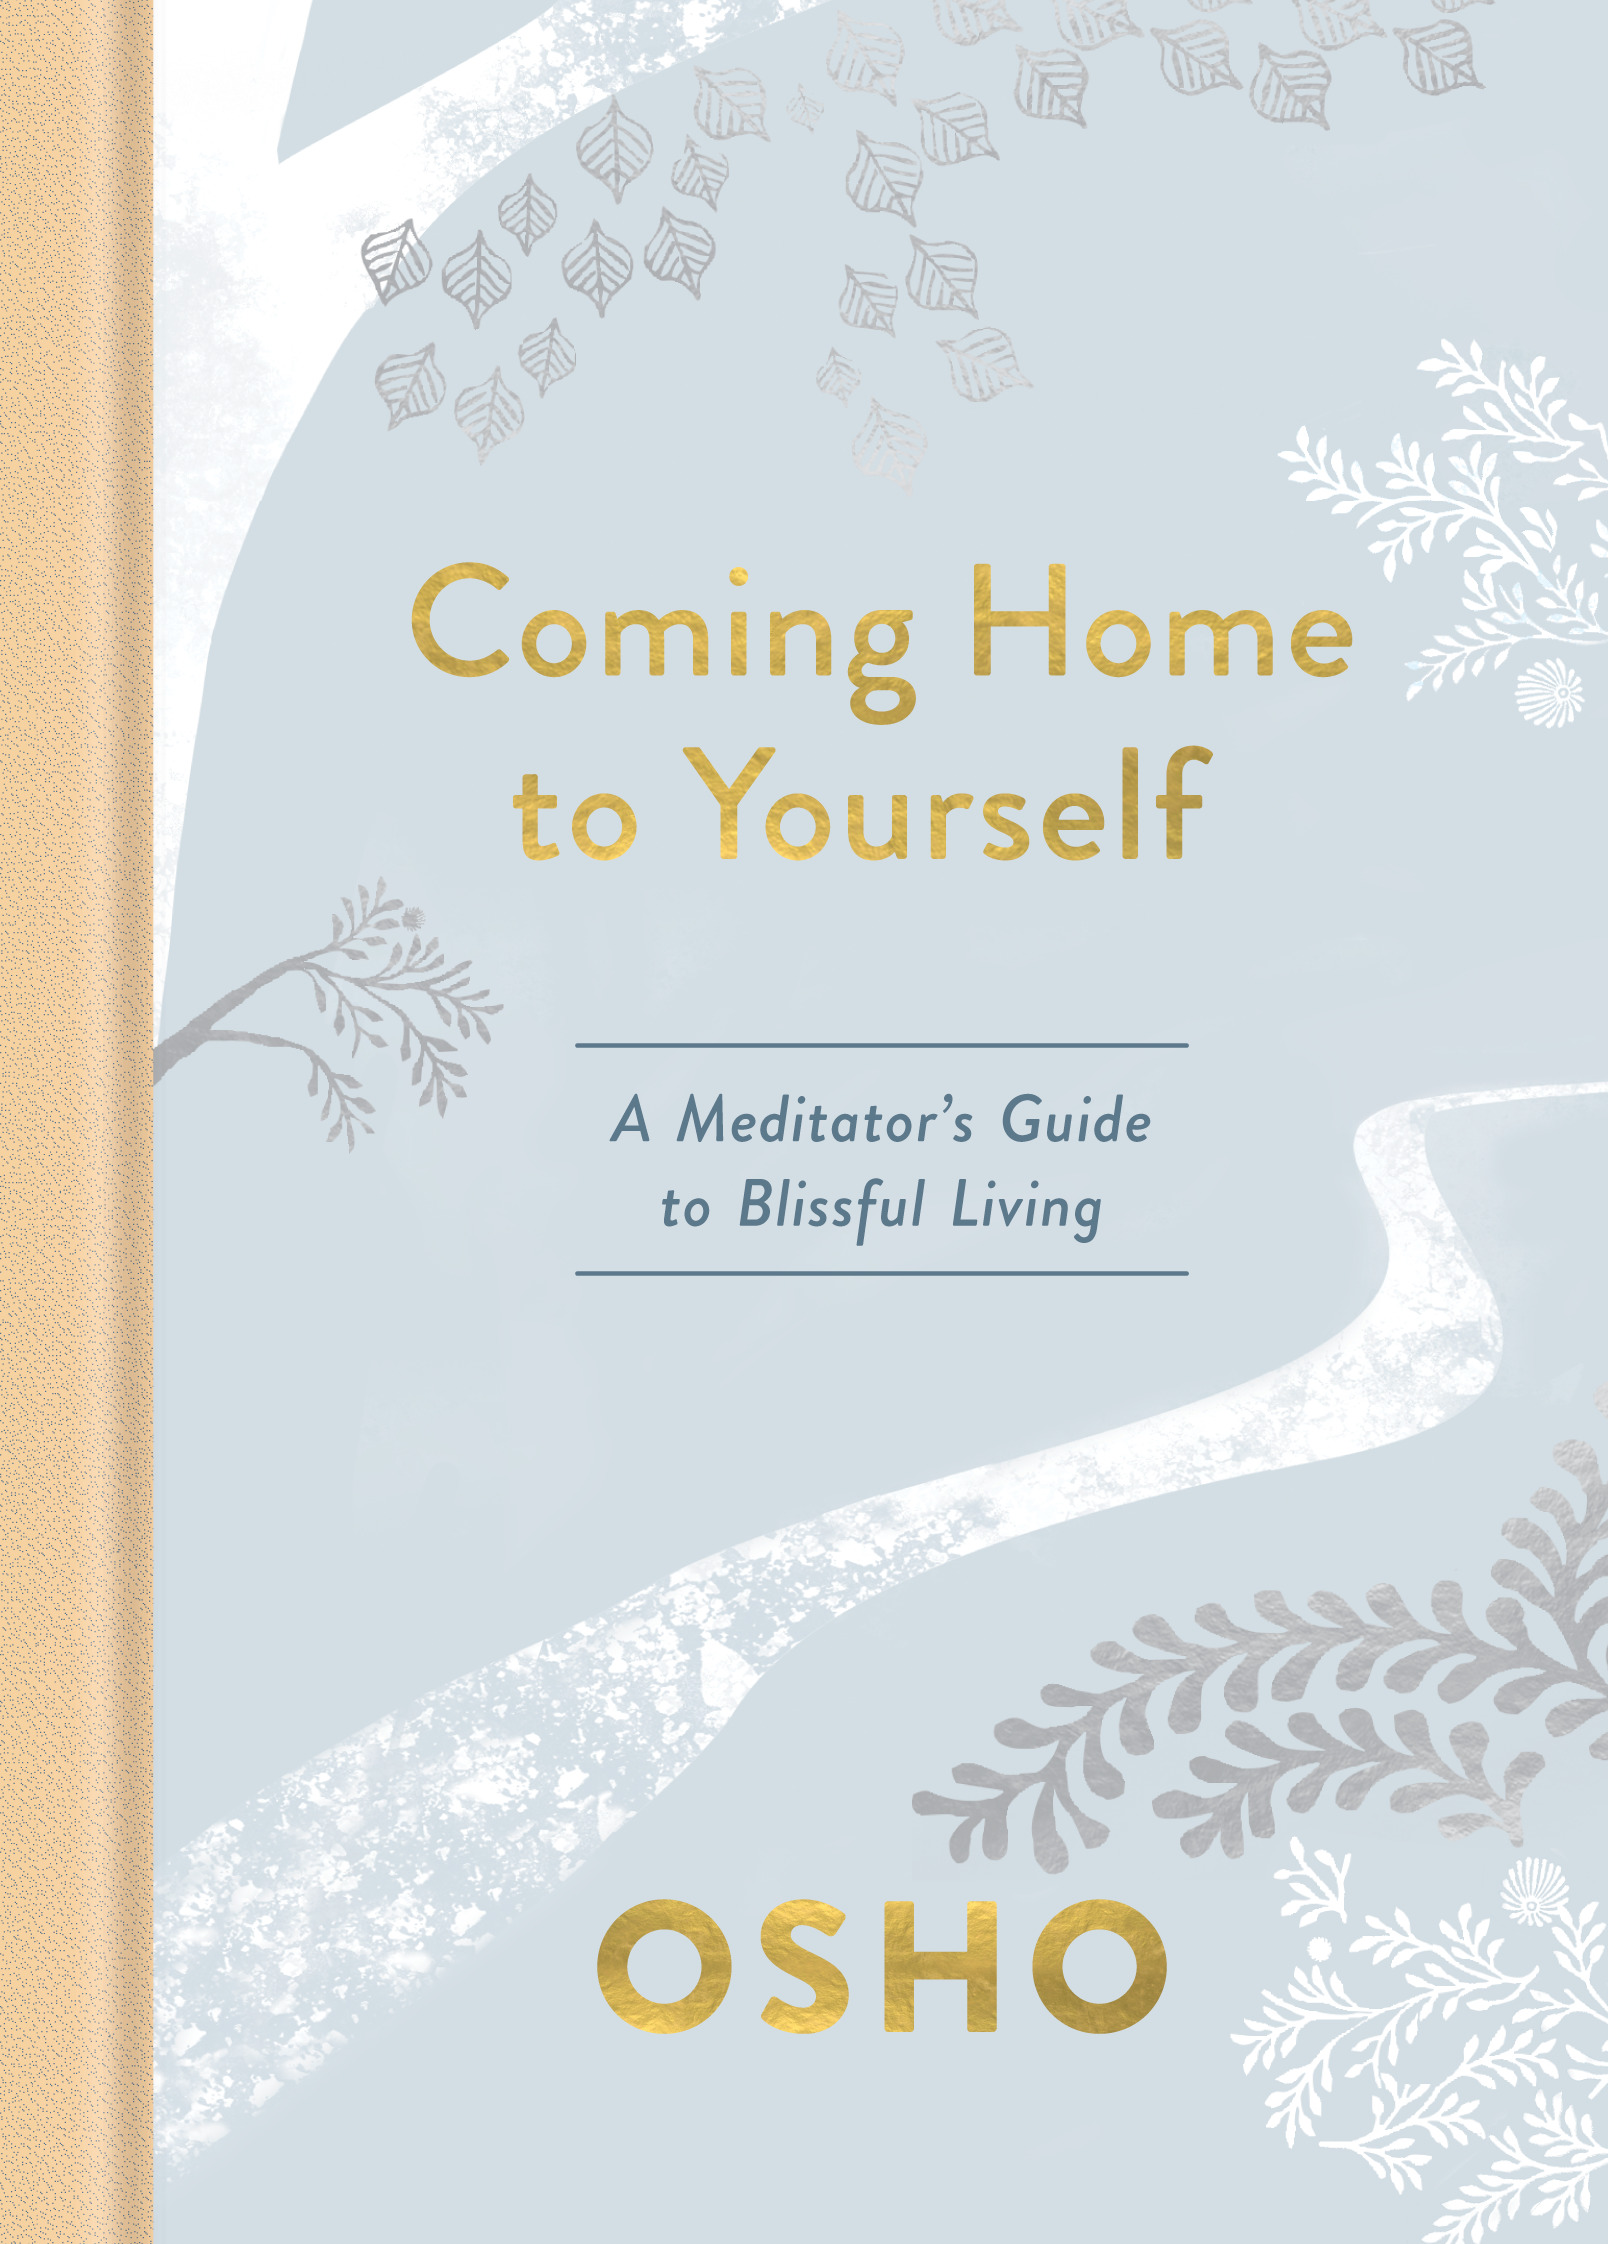 Coming Home
to Yourself
A Meditator's Guide
to Blissful Living
OSHO